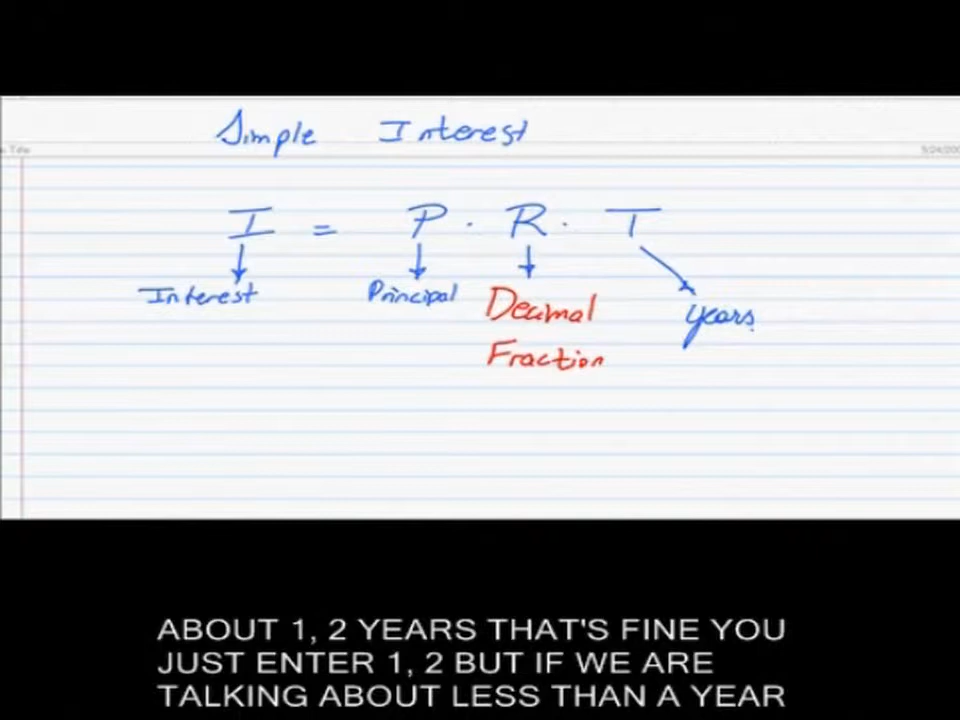 Simple Interest
Title
I = P · R · T
Interest Principal Decimal years
Fraction
ABOUT 1, 2 YEARS THAT'S FINE YOU
JUST ENTER 1, 2 BUT IF WE ARE
TALKING ABOUT LESS THAN A YEAR